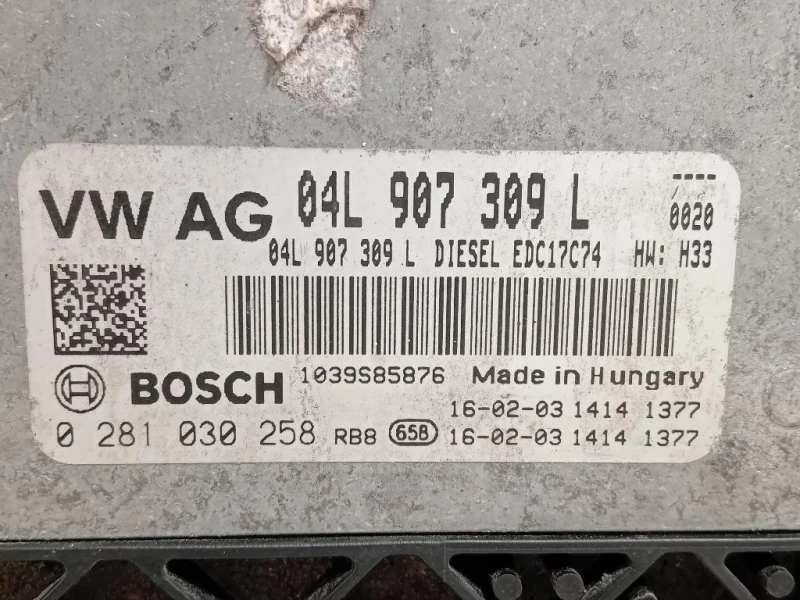 VW AG 04L 907 309 L ----
0020
04L 907 309 L DIESEL EDC17C74 HW: H33
BOSCH 1039S85876 Made in Hungary
16-02-03 1414 1377
0 281 030 258 RB8 65B 16-02-03 1414 1377